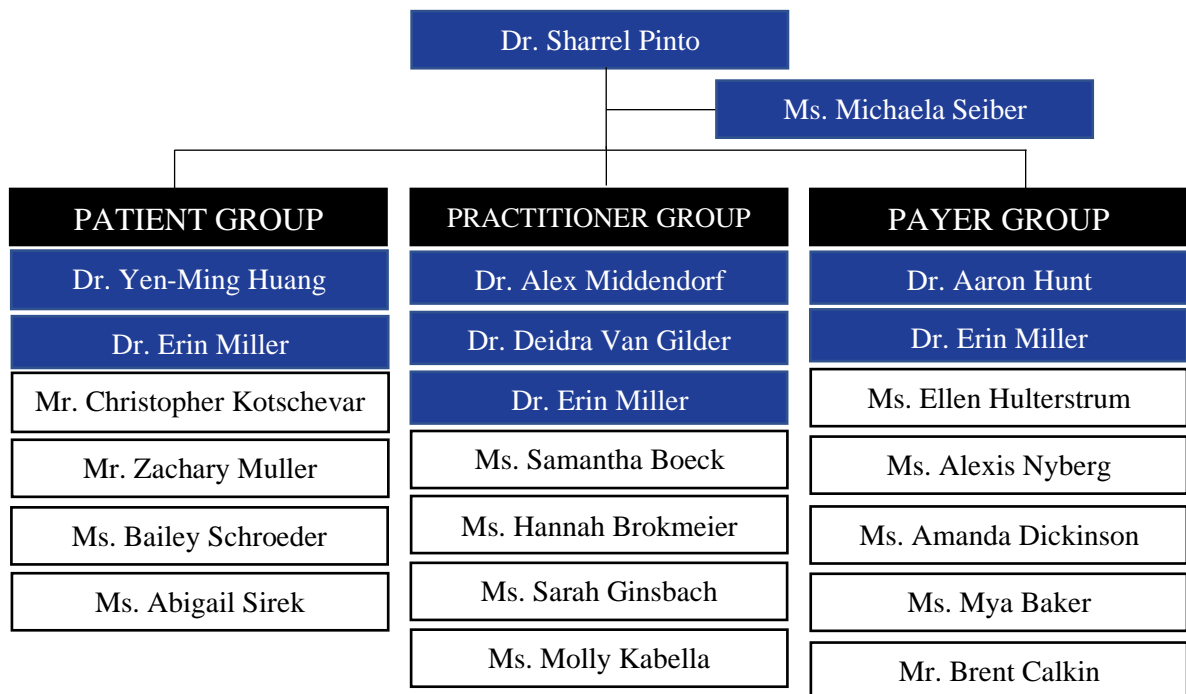 Dr. Sharrel Pinto
Ms. Michaela Seiber
PATIENT GROUP
Dr. Yen-Ming Huang
Dr. Erin Miller
Mr. Christopher Kotschevar
Mr. Zachary Muller
Ms. Bailey Schroeder
Ms. Abigail Sirek
PRACTITIONER GROUP
Dr. Alex Middendorf
Dr. Deidra Van Gilder
Dr. Erin Miller
Ms. Samantha Boeck
Ms. Hannah Brokmeier
Ms. Sarah Ginsbach
Ms. Molly Kabella
PAYER GROUP
Dr. Aaron Hunt
Dr. Erin Miller
Ms. Ellen Hulterstrum
Ms. Alexis Nyberg
Ms. Amanda Dickinson
Ms. Mya Baker
Mr. Brent Calkin